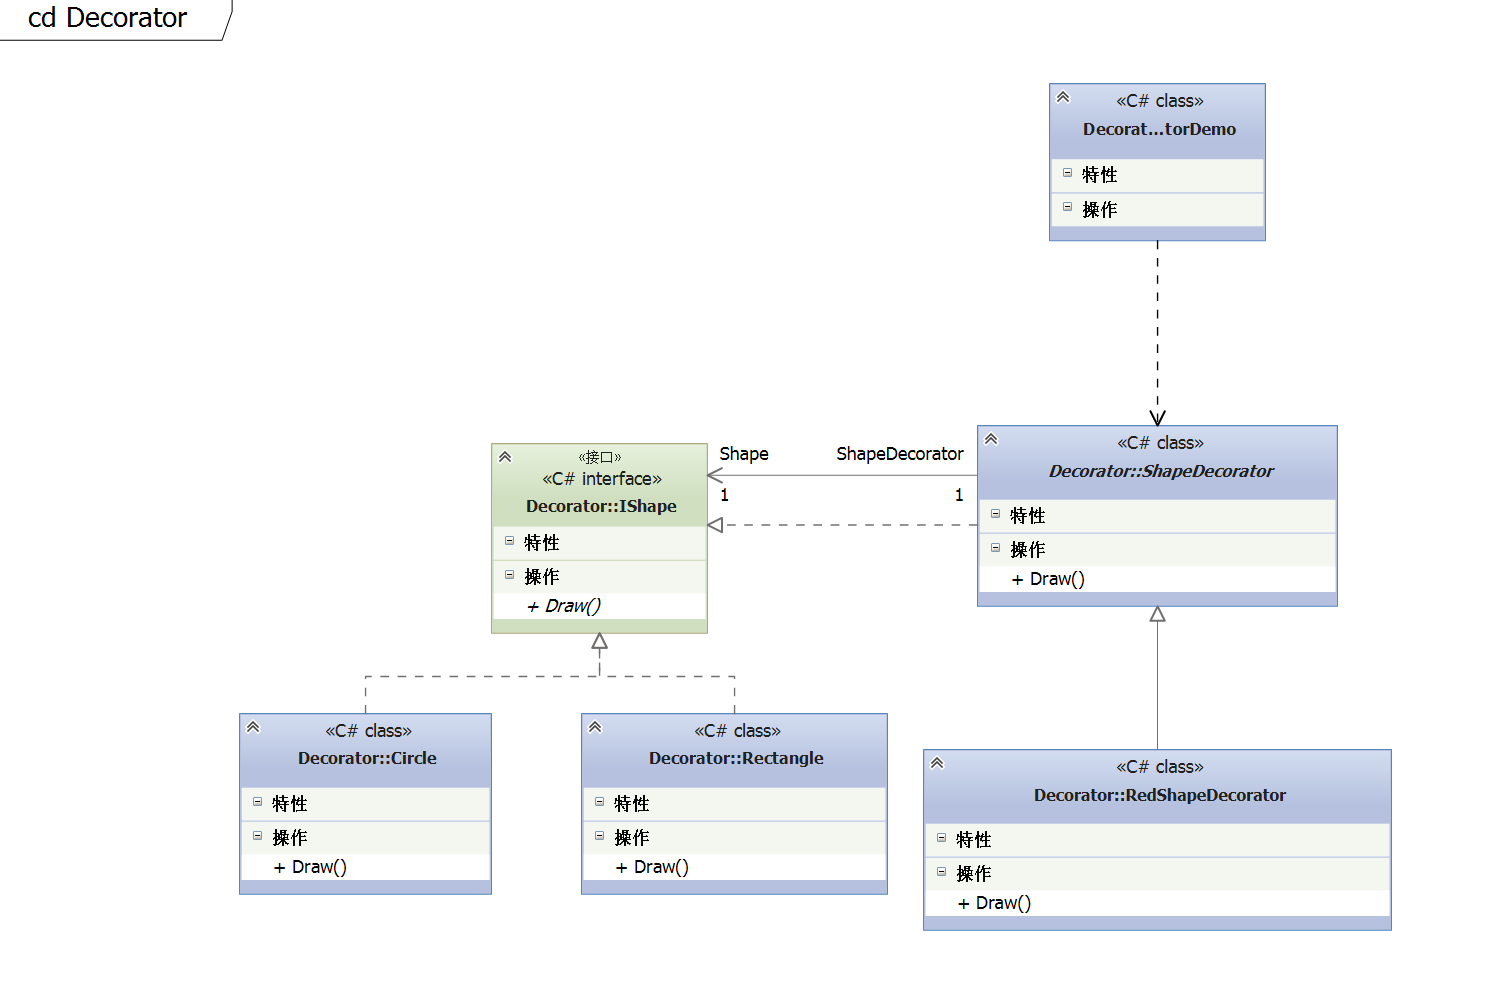 cd Decorator
«C# class»
Decorat...torDemo
特性
操作
«接口»
«C# interface»
Decorator::IShape
特性
操作
+ Draw()
Shape
ShapeDecorator
1
1
«C# class»
Decorator::ShapeDecorator
特性
操作
+ Draw()
«C# class»
Decorator::Circle
特性
操作
+ Draw()
«C# class»
Decorator::Rectangle
特性
操作
+ Draw()
«C# class»
Decorator::RedShapeDecorator
特性
操作
+ Draw()